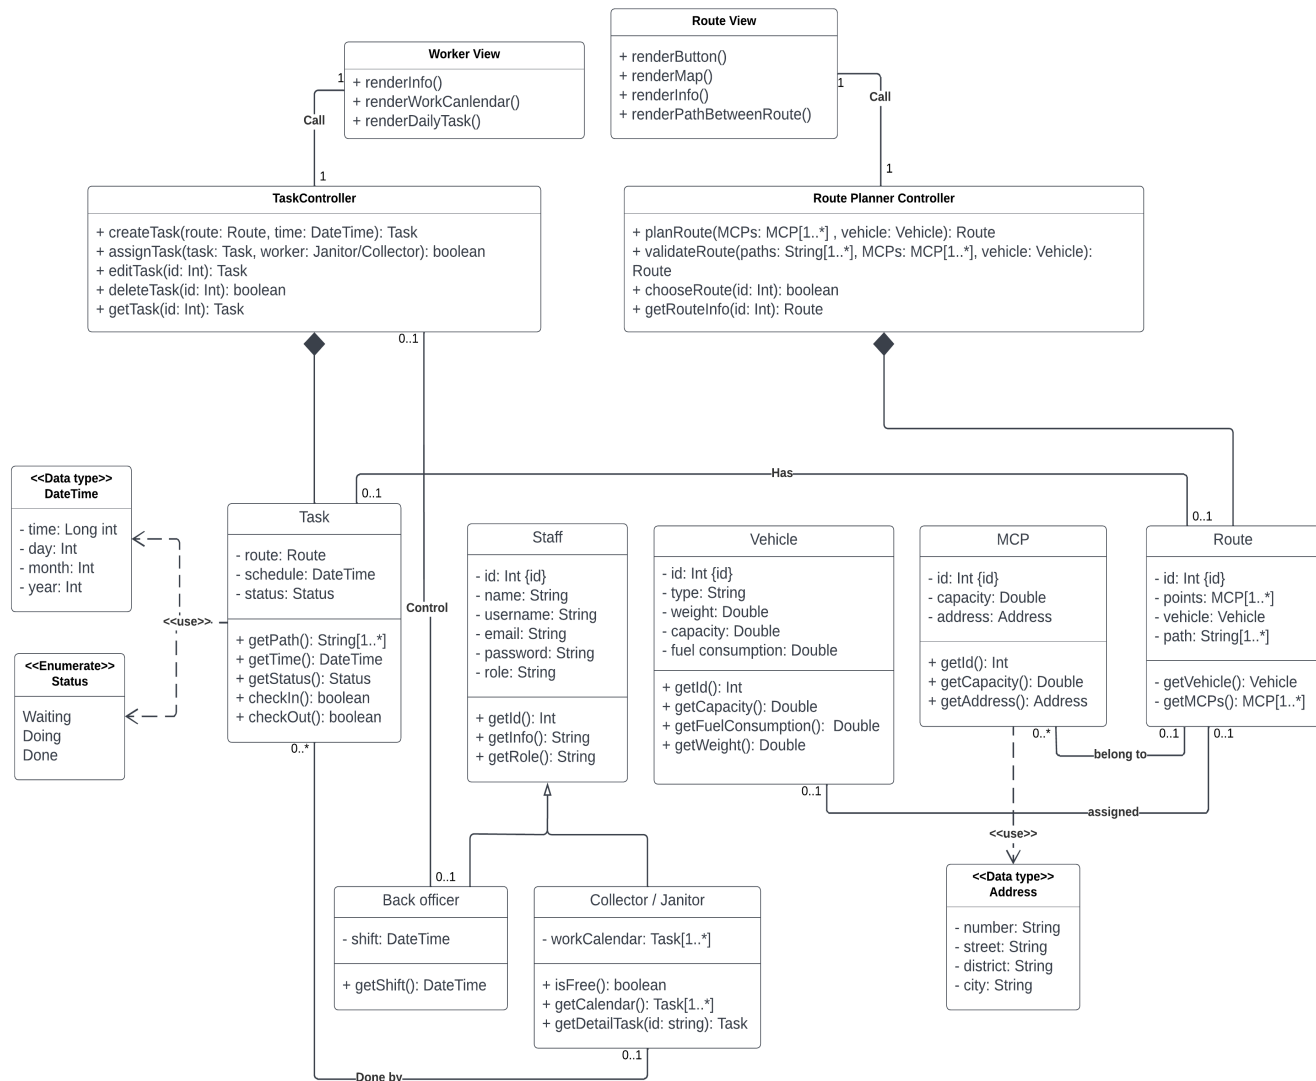 Route View
+ renderButton()
+ renderMap()
+ renderInfo()
+ renderPathBetweenRoute()
Worker View
+ renderInfo()
+ renderWorkCanlendar()
+ renderDailyTask()
1
Call
1
1
Call
1
TaskController
+ createTask(route: Route, time: DateTime): Task
+ assignTask(task: Task, worker: Janitor/Collector): boolean
+ editTask(id: Int): Task
+ deleteTask(id: Int): boolean
+ getTask(id: Int): Task
Route Planner Controller
+ planRoute(MCPs: MCP[1..*] , vehicle: Vehicle): Route
+ validateRoute(paths: String[1..*], MCPs: MCP[1..*], vehicle: Vehicle):
Route
+ chooseRoute(id: Int): boolean
+ getRouteInfo(id: Int): Route
0..1
Has
0..1
0..1
<<Data type>>
DateTime
- time: Long int
- day: Int
- month: Int
- year: Int
<<use>>
<<Enumerate>>
Status
Waiting
Doing
Done
Task
- route: Route
- schedule: DateTime
- status: Status
+ getPath(): String[1..*]
+ getTime(): DateTime
+ getStatus(): Status
+ checkIn(): boolean
+ checkOut(): boolean
0..*
Control
Staff
- id: Int {id}
- name: String
- username: String
- email: String
- password: String
- role: String
+ getId(): Int
+ getInfo(): String
+ getRole(): String
Vehicle
- id: Int {id}
- type: String
- weight: Double
- capacity: Double
- fuel consumption: Double
+ getId(): Int
+ getCapacity(): Double
+ getFuelConsumption():  Double
+ getWeight(): Double
0..1
MCP
- id: Int {id}
- capacity: Double
- address: Address
+ getId(): Int
+ getCapacity(): Double
+ getAddress(): Address
0..*
Route
- id: Int {id}
- points: MCP[1..*]
- vehicle: Vehicle
- path: String[1..*]
- getVehicle(): Vehicle
- getMCPs(): MCP[1..*]
0..1
0..1
belong to
assigned
<<use>>
<<Data type>>
Address
- number: String
- street: String
- district: String
- city: String
0..1
Back officer
- shift: DateTime
+ getShift(): DateTime
Collector / Janitor
- workCalendar: Task[1..*]
+ isFree(): boolean
+ getCalendar(): Task[1..*]
+ getDetailTask(id: string): Task
0..1
Done by